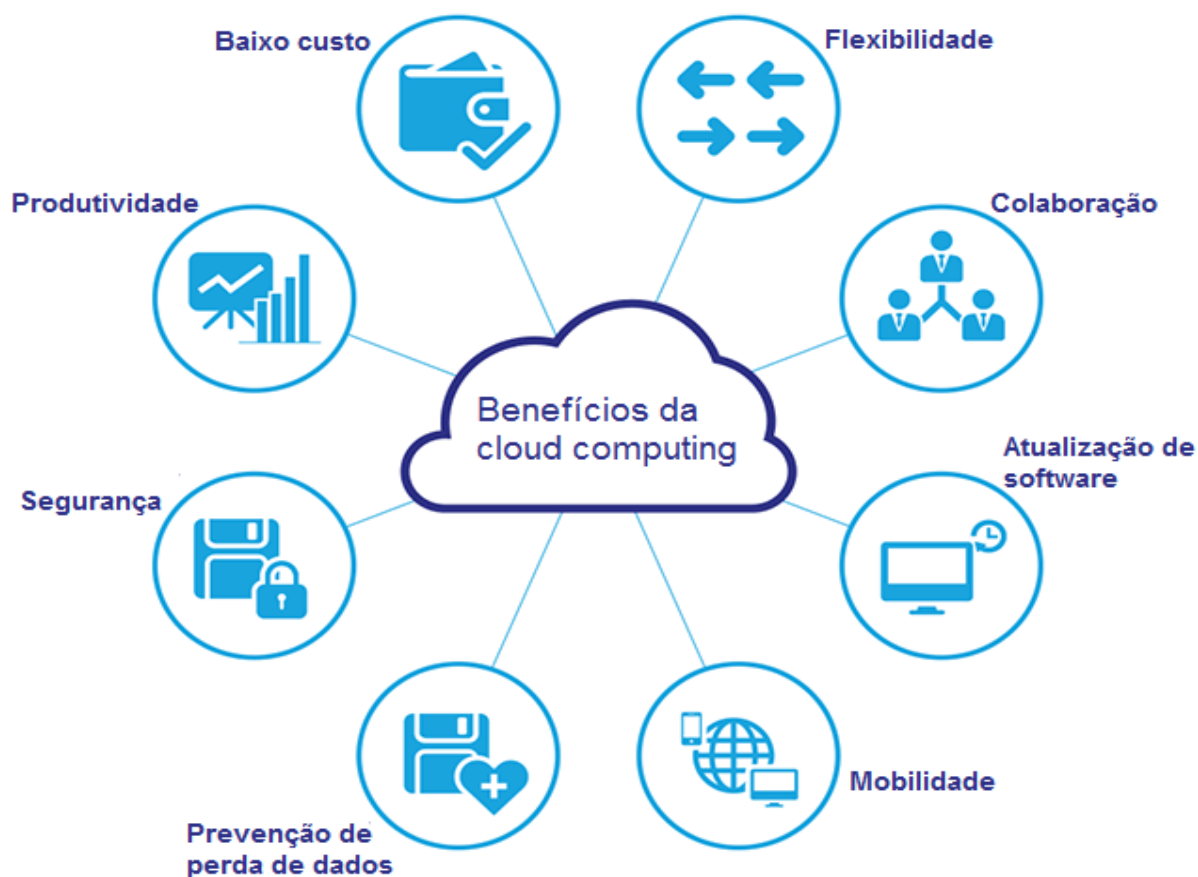 Baixo custo
Flexibilidade
Produtividade
Colaboração
Benefícios da
cloud computing
Atualização de
software
Segurança
Mobilidade
Prevenção de
perda de dados